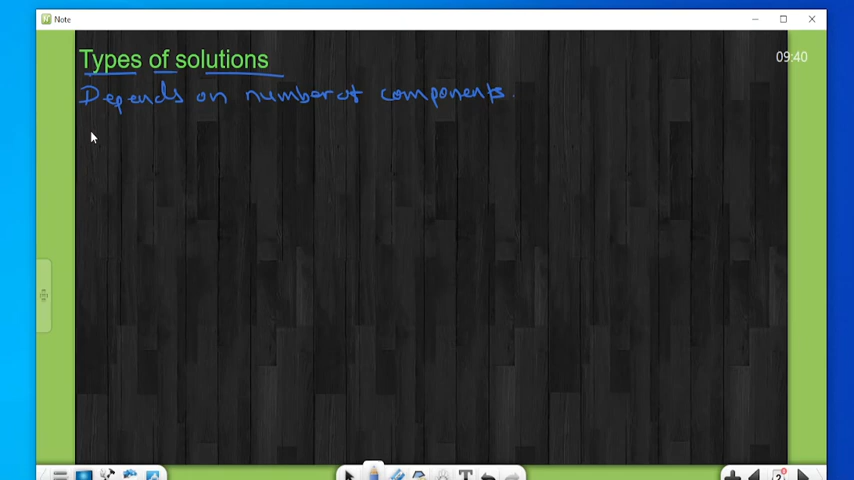 Note
Types of solutions
09:40
Depends on number of components.